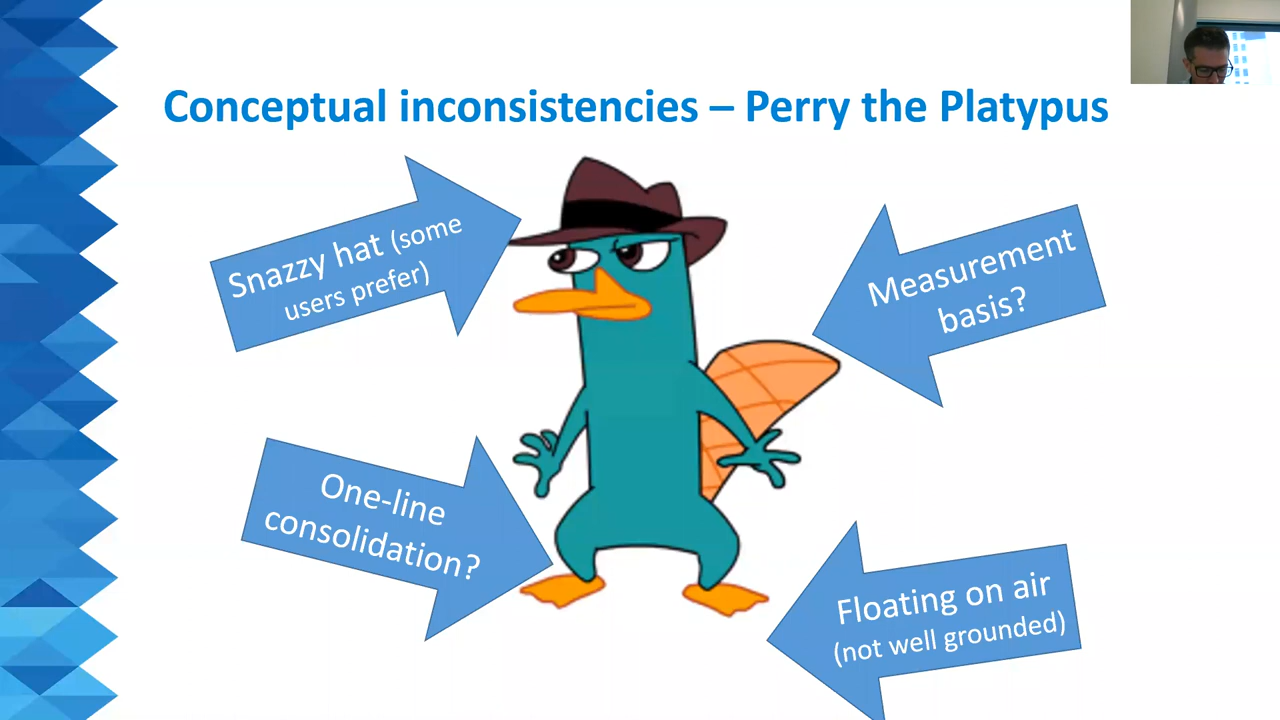 Conceptual inconsistencies – Perry the Platypus
Snazzy hat (some
users prefer)
Measurement
basis?
One-line
consolidation?
Floating on air
(not well grounded)